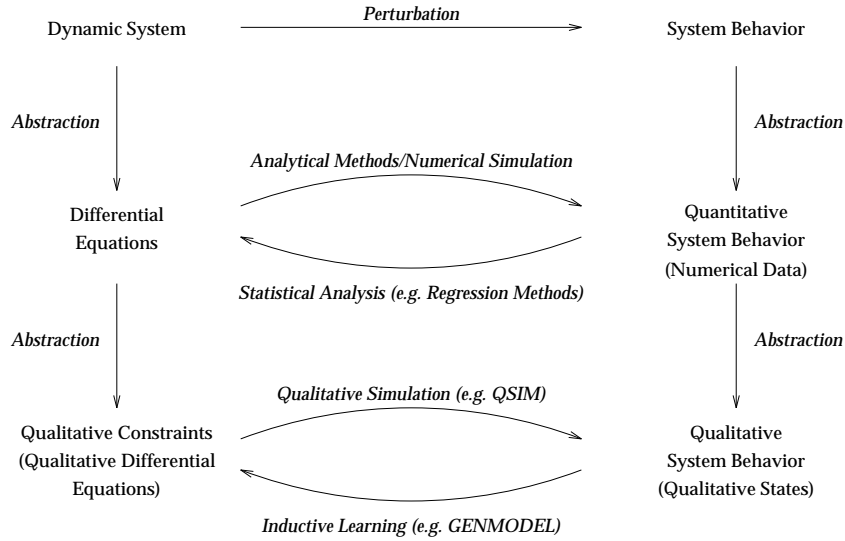 Perturbation
Dynamic System
System Behavior
Abstraction
Abstraction
Analytical Methods/Numerical Simulation
Differential
Equations
Quantitative
System Behavior
(Numerical Data)
Statistical Analysis (e.g. Regression Methods)
Abstraction
Abstraction
Qualitative Simulation (e.g. QSIM)
Qualitative Constraints
(Qualitative Differential
Equations)
Qualitative
System Behavior
(Qualitative States)
Inductive Learning (e.g. GENMODEL)